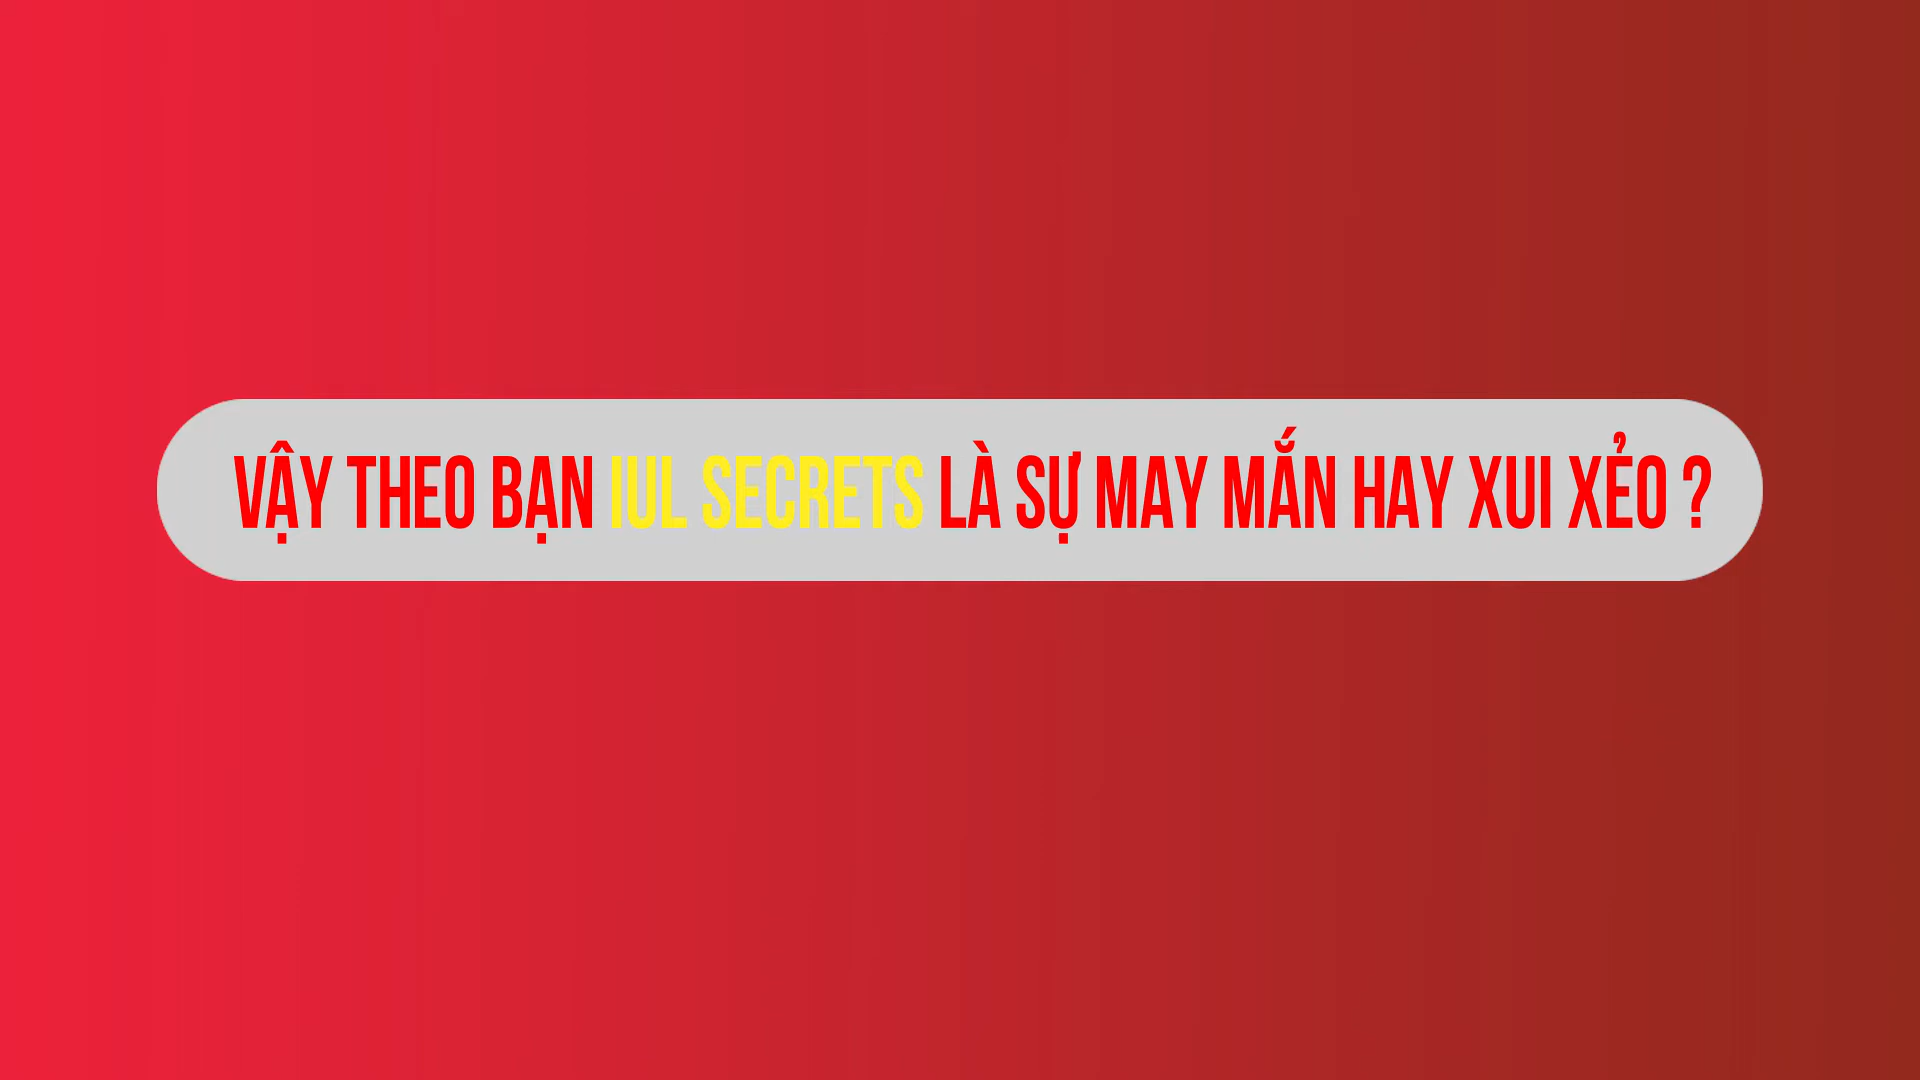 VẬY THEO BẠN IUL SECRETS LÀ SỰ MAY MẮN HAY XUI XẺO ?